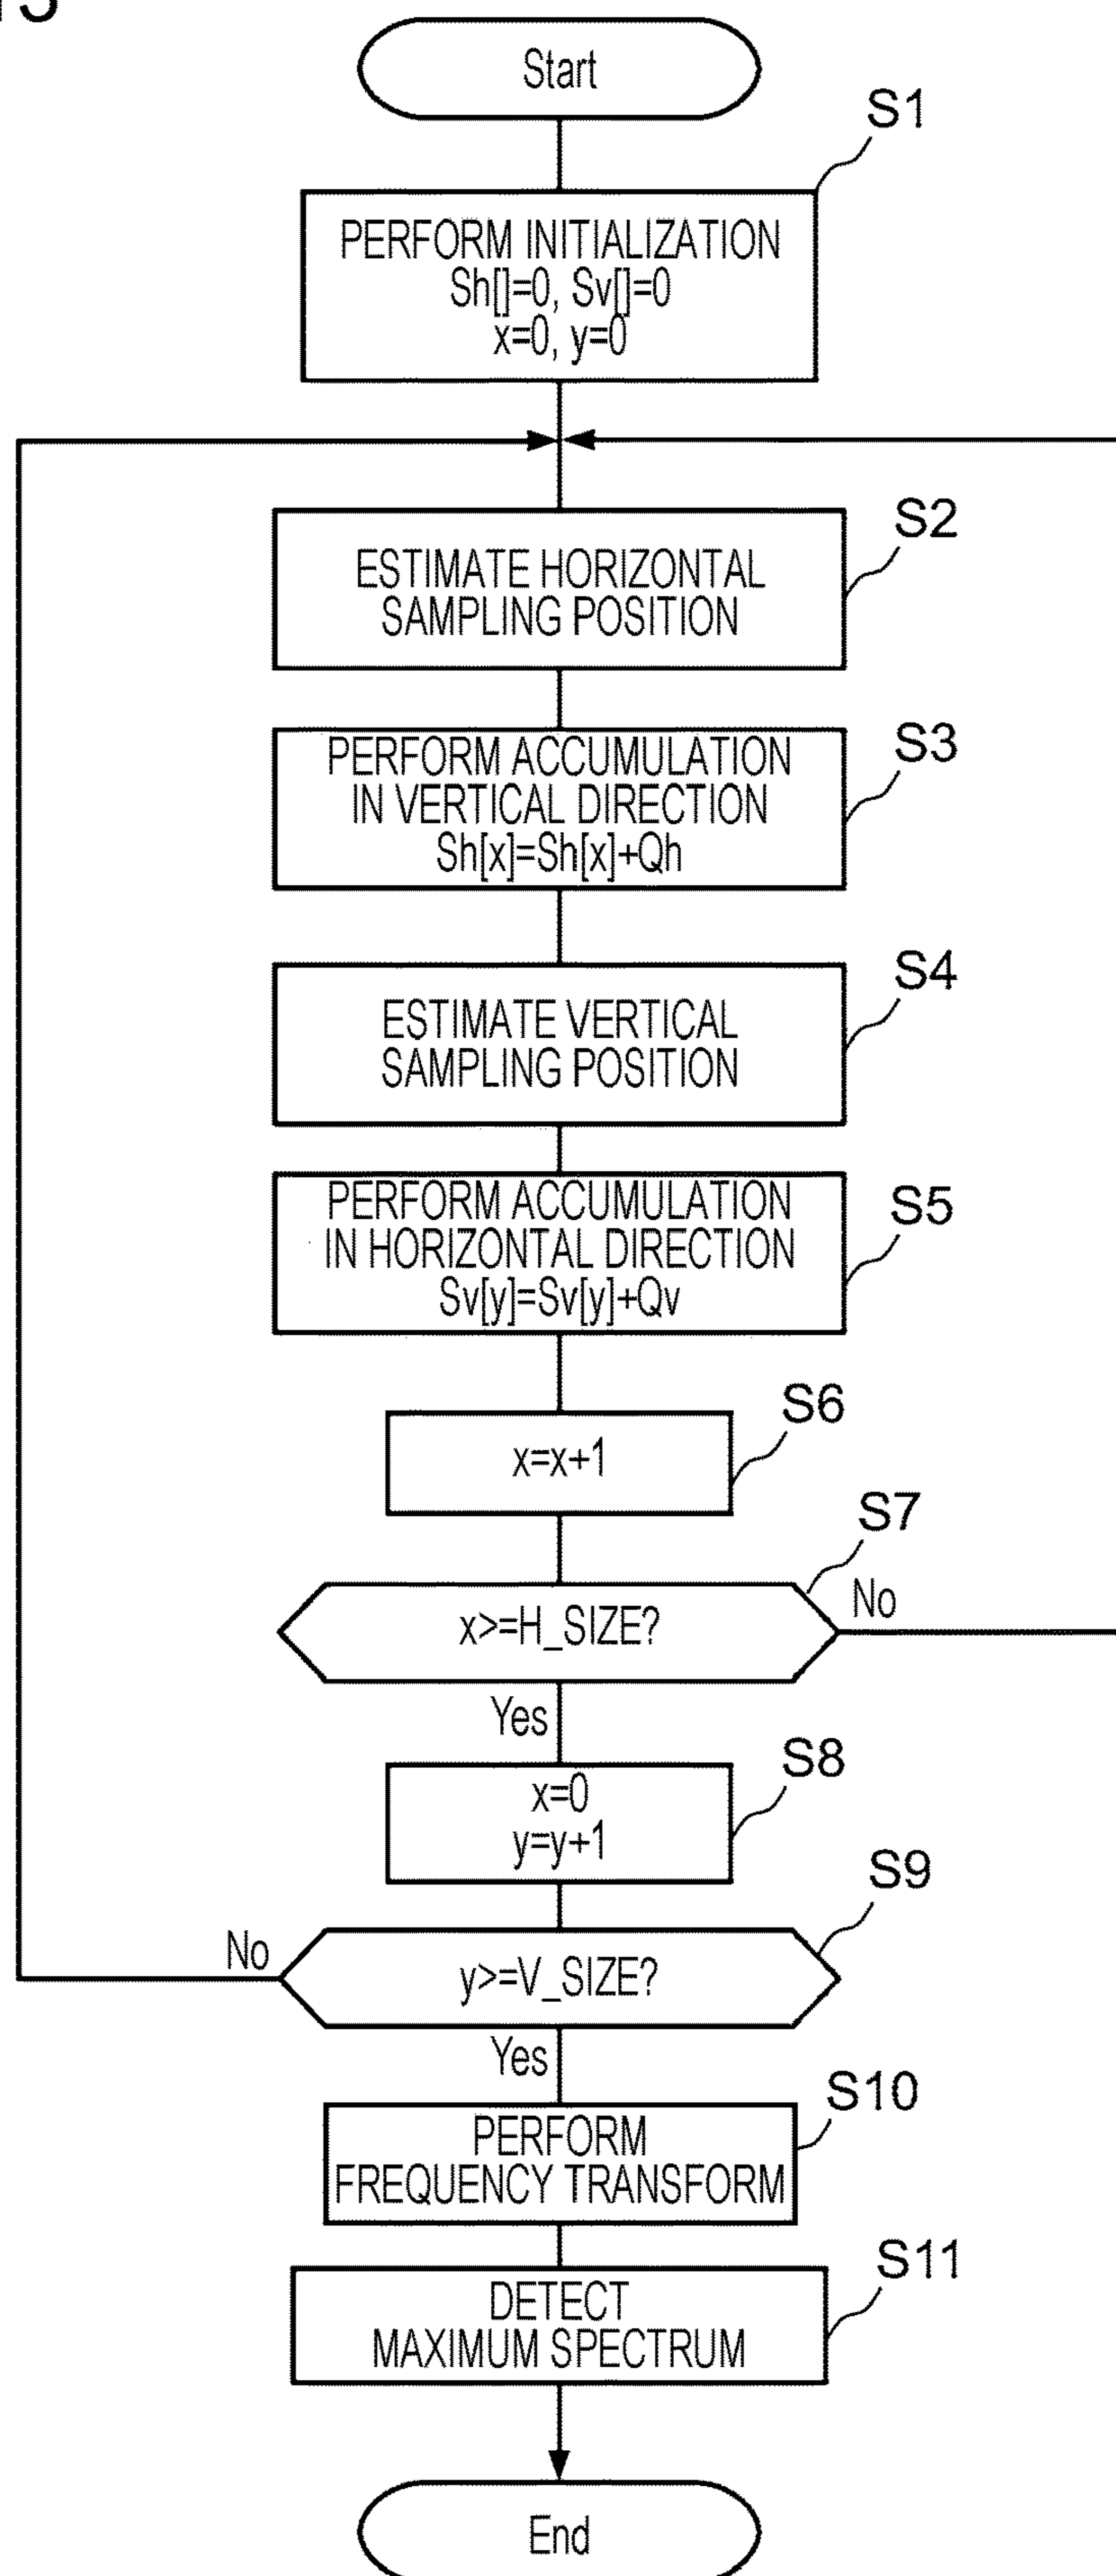 Start
S1
PERFORM INITIALIZATION
Sh[]=0, Sv[]=0
x=0, y=0
S2
ESTIMATE HORIZONTAL
SAMPLING POSITION
S3
PERFORM ACCUMULATION
IN VERTICAL DIRECTION
Sh[x]=Sh[x]+Qh
S4
ESTIMATE VERTICAL
SAMPLING POSITION
S5
PERFORM ACCUMULATION
IN HORIZONTAL DIRECTION
Sv[y]=Sv[y]+Qv
S6
x=x+1
S7
x>=H_SIZE?
No
Yes
S8
x=0
y=y+1
S9
No
y>=V_SIZE?
Yes
S10
PERFORM
FREQUENCY TRANSFORM
S11
DETECT
MAXIMUM SPECTRUM
End